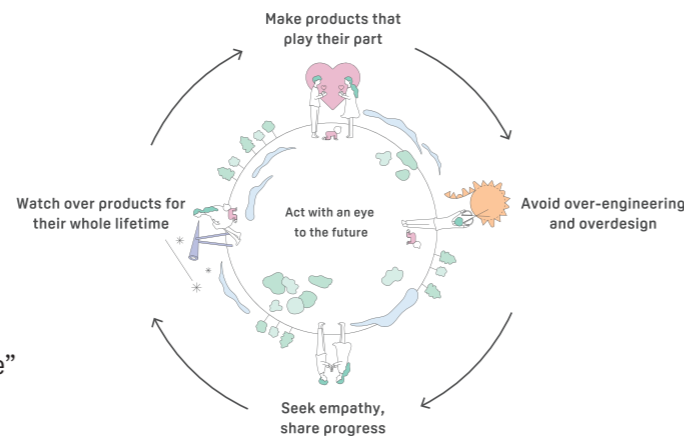 Make products that
play their part
Watch over products for
their whole lifetime
Act with an eye
to the future
Avoid over-engineering
and overdesign
e”
Seek empathy,
share progress